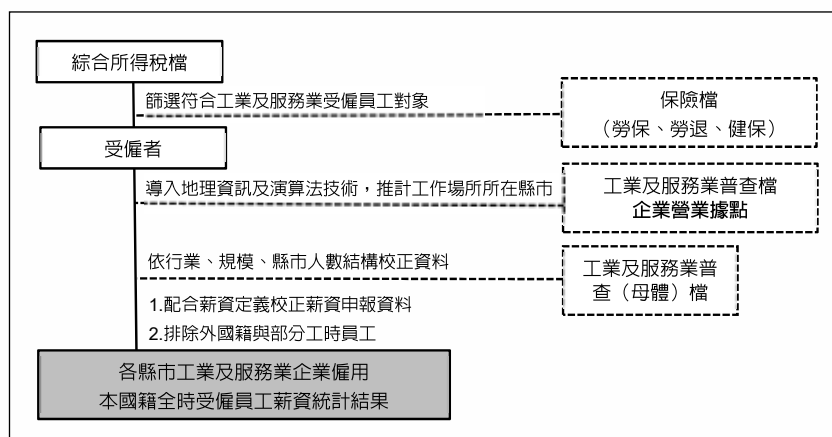 綜合所得稅檔
篩選符合工業及服務業受僱員工對象
保險檔
（勞保、勞退、健保）
受僱者
導入地理資訊及演算法技術，推計工作場所所在縣市
工業及服務業普查檔
企業營業據點
依行業、規模、縣市人數結構校正資料
工業及服務業普
查（母體）檔
1.配合薪資定義校正薪資申報資料
2.排除外國籍與部分工時員工
各縣市工業及服務業企業僱用
本國籍全時受僱員工薪資統計結果